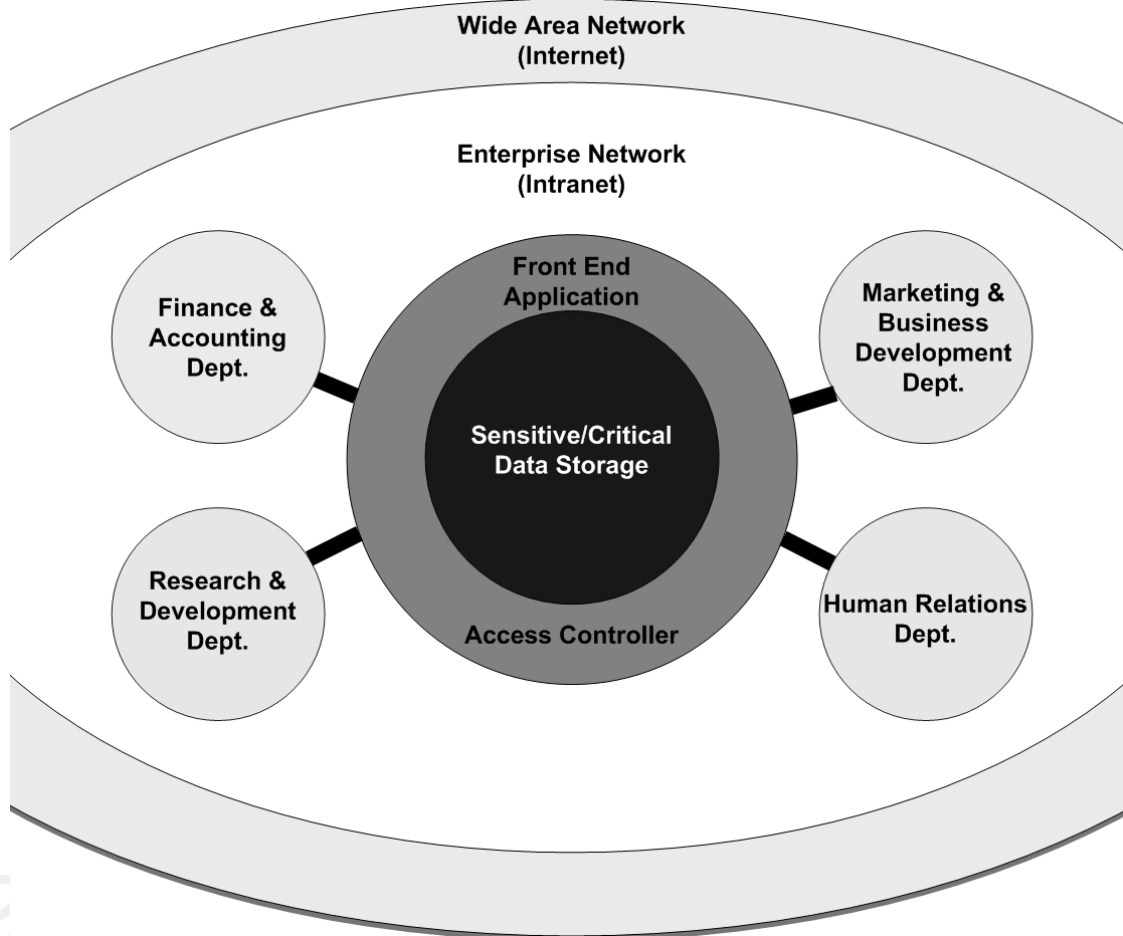 Wide Area Network
(Internet)
Enterprise Network
(Intranet)
Front End
Application
Finance &
Accounting
Dept.
Marketing &
Business
Development
Dept.
Sensitive/Critical
Data Storage
Research &
Development
Dept.
Human Relations
Dept.
Access Controller